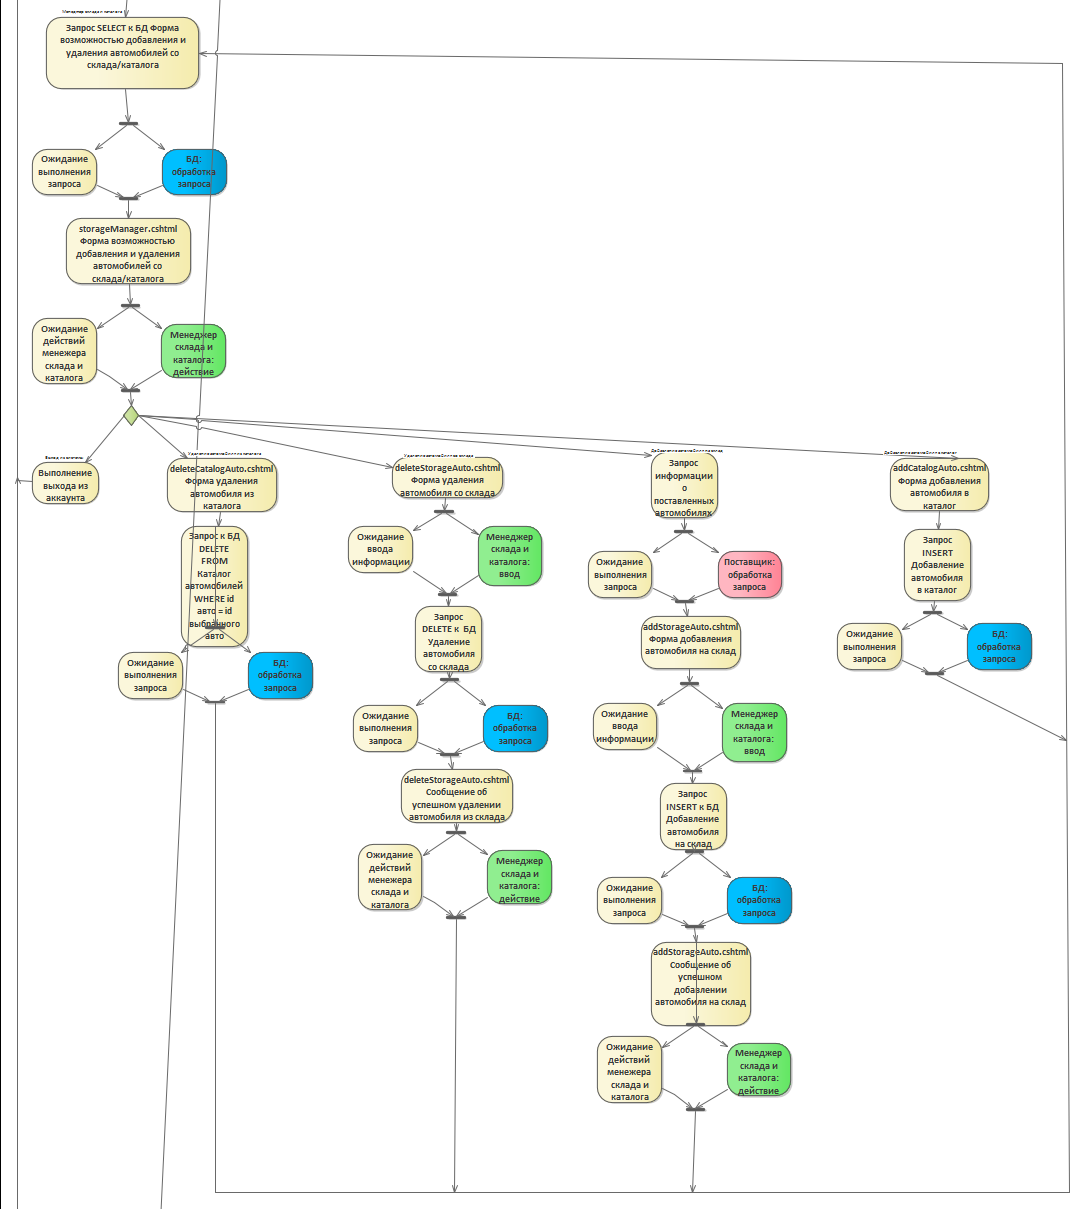 Менеджер склада и каталога
Запрос SELECT к БД Форма
возможностью добавления и
удаления автомобилей со
склада/каталога
Ожидание
выполнения
запроса
БД:
обработка
запроса
storageManager.cshtml
Форма возможностью
добавления и удаления
автомобилей со
склада/каталога
Ожидание
действий
менежера
склада и
каталога
Менеджер
склада и
каталога:
действие
Выход из системы
Выполнение
выхода из
аккаунта
Удаление автомобиля из каталога
deleteCatalogAuto.cshtml
Форма удаления
автомобиля из
каталога
Запрос к БД
DELETE
FROM
Каталог
автомобилей
WHERE id
авто = id
выбранного
авто
Ожидание
выполнения
запроса
БД:
обработка
запроса
Удаление автомобиля со склада
deleteStorageAuto.cshtml
Форма удаления
автомобиля со склада
Ожидание
ввода
информации
Менеджер
склада и
каталога:
ввод
Запрос
DELETE к БД
Удаление
автомобиля
со склада
Ожидание
выполнения
запроса
БД:
обработка
запроса
deleteStorageAuto.cshtml
Сообщение об
успешном удалении
автомобиля из склада
Ожидание
действий
менежера
склада и
каталога
Менеджер
склада и
каталога:
действие
Добавление автомобиля на склад
Запрос
информации
о
поставленных
автомобилях
Ожидание
выполнения
запроса
Поставщик:
обработка
запроса
addStorageAuto.cshtml
Форма добавления
автомобиля на склад
Ожидание
ввода
информации
Менеджер
склада и
каталога:
ввод
Запрос
INSERT к БД
Добавление
автомобиля
на склад
Ожидание
выполнения
запроса
БД:
обработка
запроса
addStorageAuto.cshtml
Сообщение об
успешном
добавлении
автомобиля на склад
Ожидание
действий
менежера
склада и
каталога
Менеджер
склада и
каталога:
действие
Добавление автомобиля в каталог
addCatalogAuto.cshtml
Форма добавления
автомобиля в
каталог
Запрос
INSERT
Добавление
автомобиля
в каталог
Ожидание
выполнения
запроса
БД:
обработка
запроса